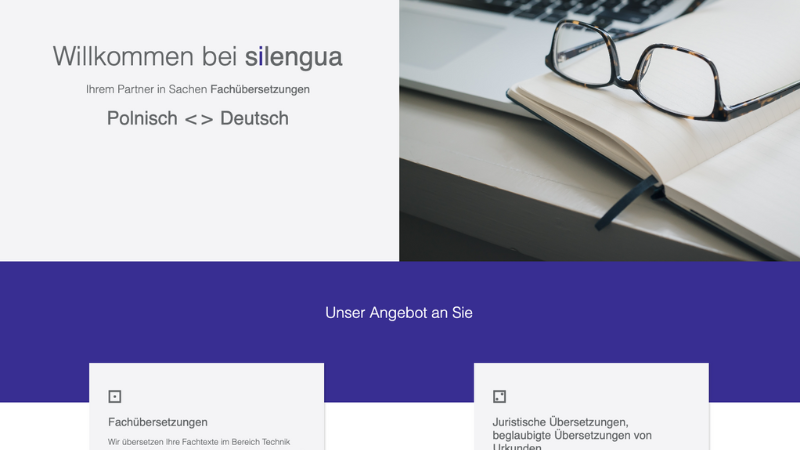 Willkommen bei silengua
Ihrem Partner in Sachen Fachübersetzungen
Polnisch <> Deutsch
Unser Angebot an Sie
Fachübersetzungen
Wir übersetzen Ihre Fachtexte im Bereich Technik
Juristische Übersetzungen,
beglaubigte Übersetzungen von
Urkunden